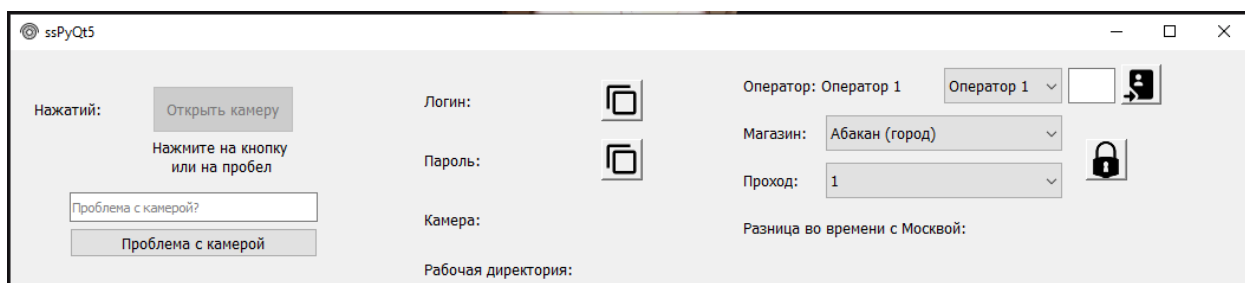 ssPyQt5
Нажатий:
Открыть камеру
Нажмите на кнопку
или на пробел
Проблема с камерой?
Проблема с камерой
Логин:
Пароль:
Камера:
Рабочая директория:
Оператор: Оператор 1
Оператор 1
Магазин:
Абакан (город)
Проход:
1
Разница во времени с Москвой: